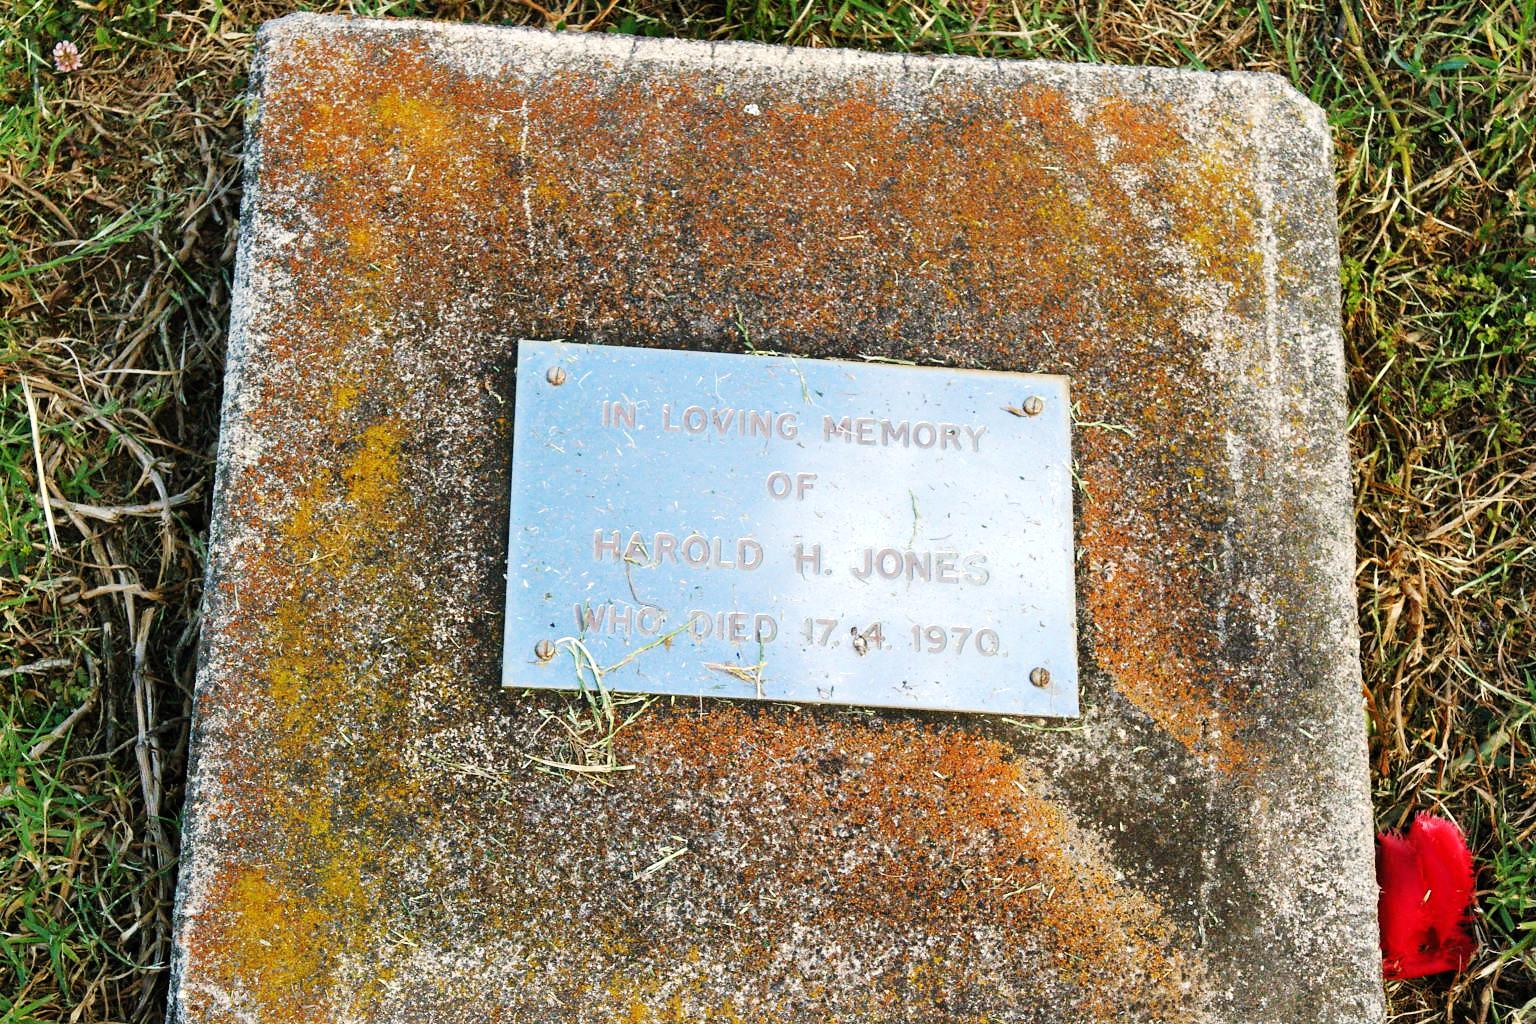 IN LOVING MEMORY
OF
HAROLD H. JONES
WHO DIED 17.4. 1970.